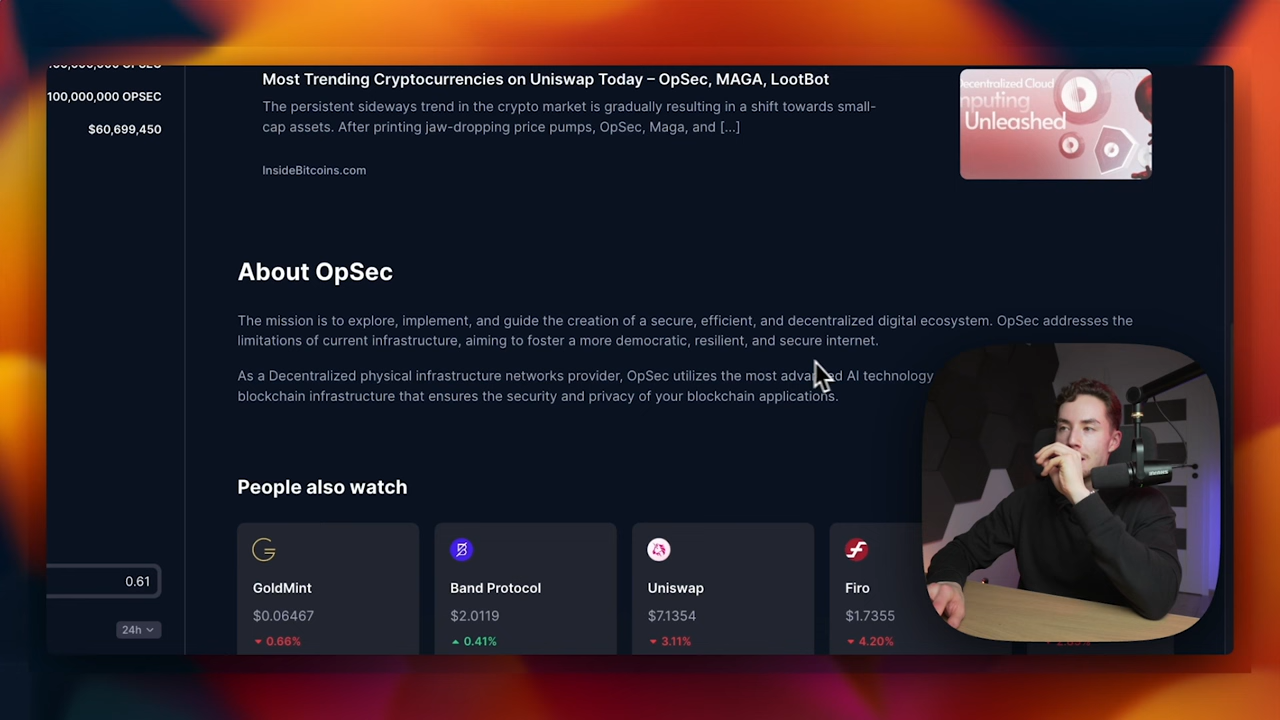 100,000,000 OPSEC
$60,699,450
Most Trending Cryptocurrencies on Uniswap Today – OpSec, MAGA, LootBot
The persistent sideways trend in the crypto market is gradually resulting in a shift towards small-
cap assets. After printing jaw-dropping price pumps, OpSec, Maga, and [...]
InsideBitcoins.com
Decentralized Cloud
mputing
Unleashed
About OpSec
The mission is to explore, implement, and guide the creation of a secure, efficient, and decentralized digital ecosystem. OpSec addresses the
limitations of current infrastructure, aiming to foster a more democratic, resilient, and secure internet.
As a Decentralized physical infrastructure networks provider, OpSec utilizes the most advanced AI technology
blockchain infrastructure that ensures the security and privacy of your blockchain applications.
0.61
24h
People also watch
GoldMint
$0.06467
0.66%
Band Protocol
$2.0119
0.41%
Uniswap
$7.1354
3.11%
Firo
$1.7355
4.20%